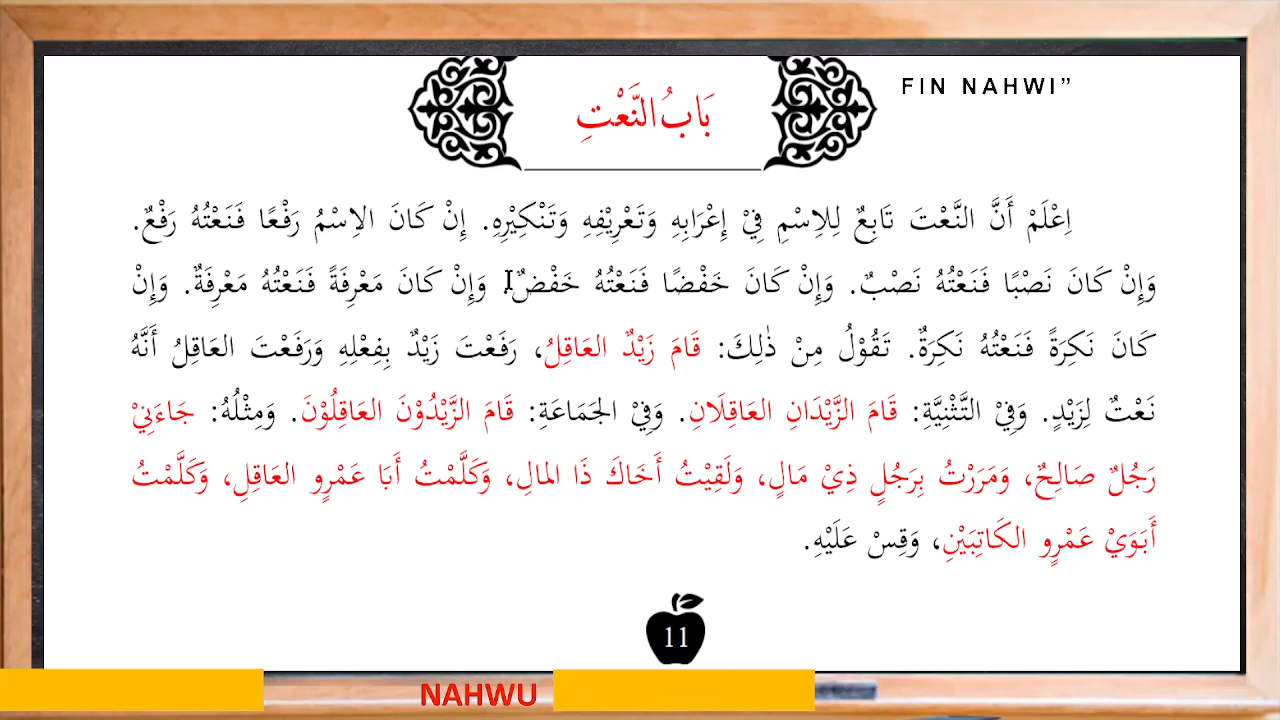 FIN NAHWI”
بَابُ النَّعْتِ
اِعْلَمْ أَنَّ النَّعْتَ تَابِعٌ لِلاِسْمِ فِيْ إِعْرَابِهِ وَتَعْرِيْفِهِ وَتَنْكِيْرِهِ. إِنْ كَانَ الاِسْمُ رَفْعًا فَنَعْتُهُ رَفْعٌ.
وَإِنْ كَانَ نَصْبًا فَنَعْتُهُ نَصْبٌ. وَإِنْ كَانَ خَفْضًا فَنَعْتُهُ خَفْضٌ. وَإِنْ كَانَ مَعْرِفَةً فَنَعْتُهُ مَعْرِفَةٌ. وَإِنْ
كَانَ نَكِرَةً فَنَعْتُهُ نَكِرَةٌ. تَقُوْلُ مِنْ ذٰلِكَ: قَامَ زَيْدٌ العَاقِلُ، رَفَعْتَ زَيْدٌ بِفِعْلِهِ وَرَفَعْتَ العَاقِلُ أَنَّهُ
نَعْتٌ لِزَيْدٍ. وَفِيْ التَّثْنِيَّةِ: قَامَ الزَّيْدَانِ العَاقِلَانِ. وَفِيْ الجَمَاعَةِ: قَامَ الزَّيْدُوْنَ العَاقِلُوْنَ. وَمِثْلُهُ: جَاءَنِيْ
رَجُلٌ صَالِحٌ، وَمَرَرْتُ بِرَجُلٍ ذِيْ مَالٍ، وَلَقِيْتُ أَخَاكَ ذَا المالِ، وَكَلَّمْتُ أَبَا عَمْرٍو العَاقِلِ، وَكَلَّمْتُ
أَبَوَيْ عَمْرٍو الكَاتِبَيْنِ، وَقِسْ عَلَيْهِ.
11
NAHWU